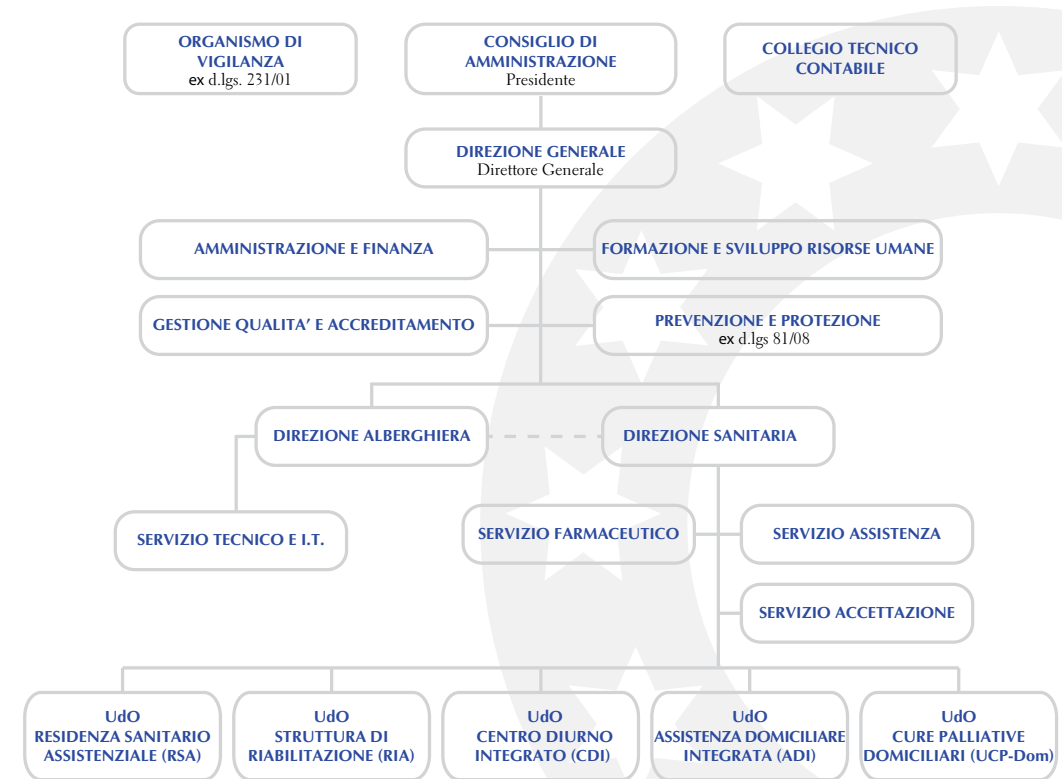 ORGANISMO DI
VIGILANZA
ex d.lgs. 231/01
CONSIGLIO DI
AMMINISTRAZIONE
Presidente
COLLEGIO TECNICO
CONTABILE
DIREZIONE GENERALE
Direttore Generale
AMMINISTRAZIONE E FINANZA
FORMAZIONE E SVILUPPO RISORSE UMANE
GESTIONE QUALITA’ E ACCREDITAMENTO
PREVENZIONE E PROTEZIONE
ex d.lgs 81/08
DIREZIONE ALBERGHIERA
DIREZIONE SANITARIA
SERVIZIO TECNICO E I.T.
SERVIZIO FARMACEUTICO
SERVIZIO ASSISTENZA
SERVIZIO ACCETTAZIONE
UdO
RESIDENZA SANITARIO
ASSISTENZIALE (RSA)
UdO
STRUTTURA DI
RIABILITAZIONE (RIA)
UdO
CENTRO DIURNO
INTEGRATO (CDI)
UdO
ASSISTENZA DOMICILIARE
INTEGRATA (ADI)
UdO
CURE PALLIATIVE
DOMICILIARI (UCP-Dom)